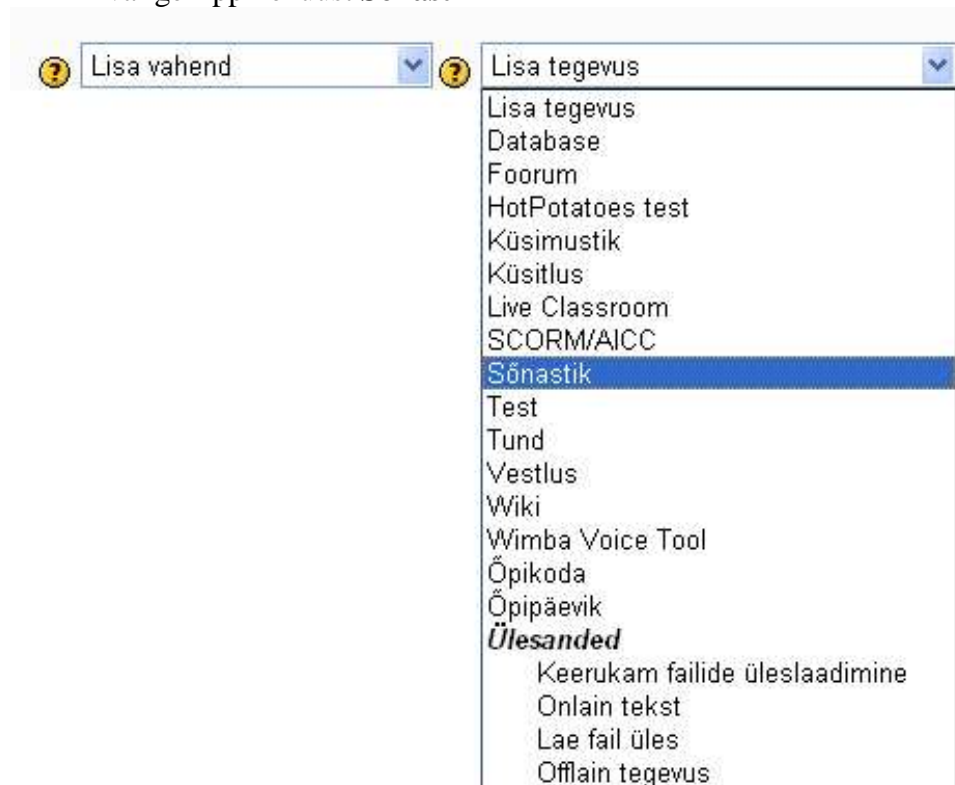 Lisa vahend Lisa tegevus
Lisa tegevus
Database
Foorum
HotPotatoes test
Küsimustik
Küsitlus
Live Classroom
SCORM/AICC
Sõnastik
Test
Tund
Vestlus
Wiki
Wimba Voice Tool
Õpikoda
Õpipäevik
Ülesanded
Keerukam failide üleslaadimine
Onlain tekst
Lae fail üles
Offlain tegevus